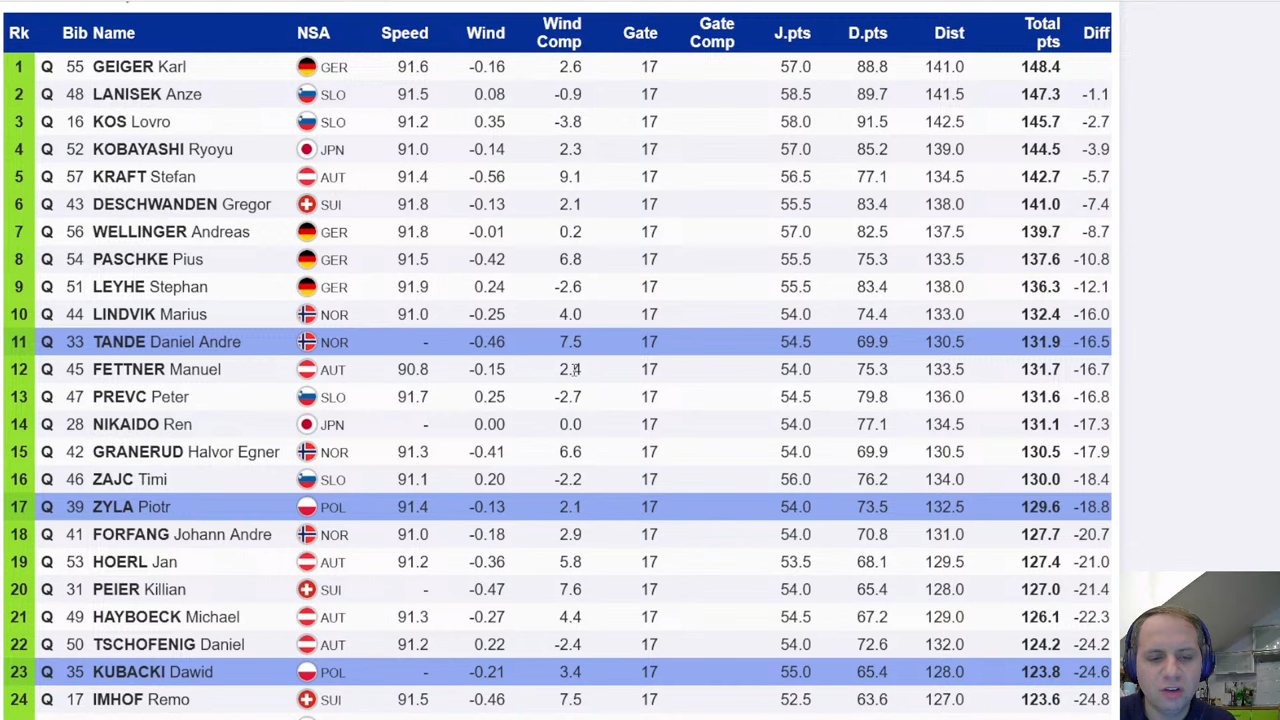 Rk Bib Name NSA Speed Wind Wind Comp Gate Gate Comp J.pts D.pts Dist Total pts Diff
1 Q 55 GEIGER Karl GER 91.6 -0.16 2.6 17 57.0 88.8 141.0 148.4
2 Q 48 LANISEK Anze SLO 91.5 0.08 -0.9 17 58.5 89.7 141.5 147.3 -1.1
3 Q 16 KOS Lovro SLO 91.2 0.35 -3.8 17 58.0 91.5 142.5 145.7 -2.7
4 Q 52 KOBAYASHI Ryoyu JPN 91.0 -0.14 2.3 17 57.0 85.2 139.0 144.5 -3.9
5 Q 57 KRAFT Stefan AUT 91.4 -0.56 9.1 17 56.5 77.1 134.5 142.7 -5.7
6 Q 43 DESCHWANDEN Gregor SUI 91.8 -0.13 2.1 17 55.5 83.4 138.0 141.0 -7.4
7 Q 56 WELLINGER Andreas GER 91.8 -0.01 0.2 17 57.0 82.5 137.5 139.7 -8.7
8 Q 54 PASCHKE Pius GER 91.5 -0.42 6.8 17 55.5 75.3 133.5 137.6 -10.8
9 Q 51 LEYHE Stephan GER 91.9 0.24 -2.6 17 55.5 83.4 138.0 136.3 -12.1
10 Q 44 LINDVIK Marius NOR 91.0 -0.25 4.0 17 54.0 74.4 133.0 132.4 -16.0
11 Q 33 TANDE Daniel Andre NOR - -0.46 7.5 17 54.5 69.9 130.5 131.9 -16.5
12 Q 45 FETTNER Manuel AUT 90.8 -0.15 2.4 17 54.0 75.3 133.5 131.7 -16.7
13 Q 47 PREVC Peter SLO 91.7 0.25 -2.7 17 54.5 79.8 136.0 131.6 -16.8
14 Q 28 NIKAIDO Ren JPN - 0.00 0.0 17 54.0 77.1 134.5 131.1 -17.3
15 Q 42 GRANERUD Halvor Egner NOR 91.3 -0.41 6.6 17 54.0 69.9 130.5 130.5 -17.9
16 Q 46 ZAJC Timi SLO 91.1 0.20 -2.2 17 56.0 76.2 134.0 130.0 -18.4
17 Q 39 ZYLA Piotr POL 91.4 -0.13 2.1 17 54.0 73.5 132.5 129.6 -18.8
18 Q 41 FORFANG Johann Andre NOR 91.0 -0.18 2.9 17 54.0 70.8 131.0 127.7 -20.7
19 Q 53 HOERL Jan AUT 91.2 -0.36 5.8 17 53.5 68.1 129.5 127.4 -21.0
20 Q 31 PEIER Killian SUI - -0.47 7.6 17 54.0 65.4 128.0 127.0 -21.4
21 Q 49 HAYBOECK Michael AUT 91.3 -0.27 4.4 17 54.5 67.2 129.0 126.1 -22.3
22 Q 50 TSCHOFENIG Daniel AUT 91.2 0.22 -2.4 17 54.0 72.6 132.0 124.2 -24.2
23 Q 35 KUBACKI Dawid POL - -0.21 3.4 17 55.0 65.4 128.0 123.8 -24.6
24 Q 17 IMHOF Remo SUI 91.5 -0.46 7.5 17 52.5 63.6 127.0 123.6 -24.8